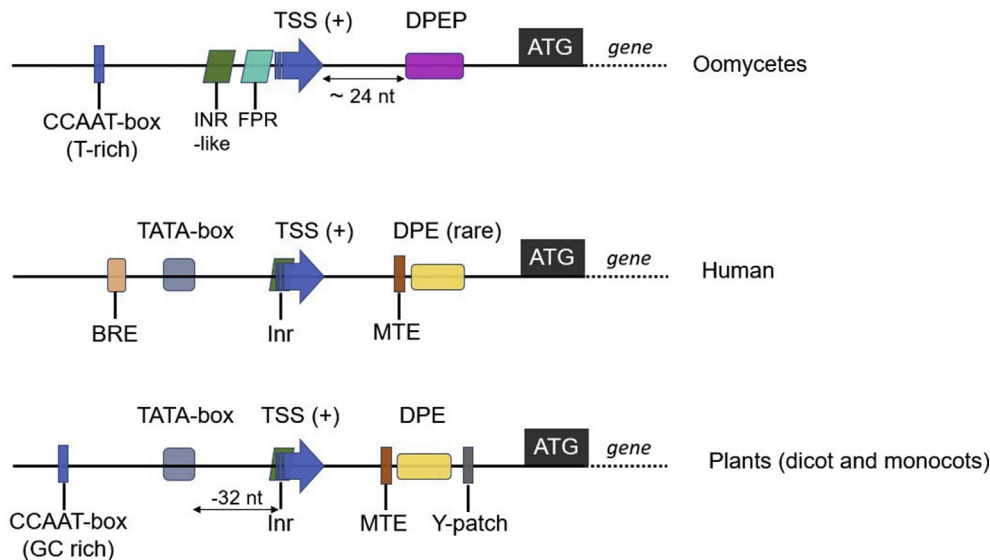 TSS (+) DPEP
ATG gene
Oomycetes
~ 24 nt
CCAAT-box
(T-rich)
INR
-like
FPR
TATA-box TSS (+) DPE (rare)
ATG gene
Human
BRE Inr MTE
TATA-box TSS (+) DPE
ATG gene
Plants (dicot and monocots)
-32 nt
CCAAT-box
(GC rich)
Inr MTE Y-patch